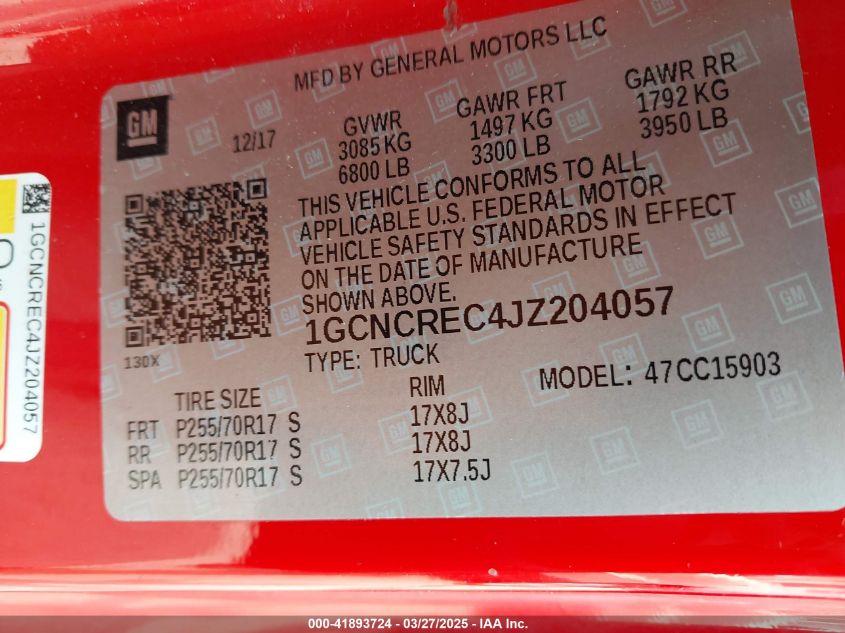 MFD BY GENERAL MOTORS LLC
GM
12/17
GVWR
3085 KG
6800 LB
GAWR FRT
1497 KG
3300 LB
GAWR RR
1792 KG
3950 LB
THIS VEHICLE CONFORMS TO ALL
APPLICABLE U.S. FEDERAL MOTOR
VEHICLE SAFETY STANDARDS IN EFFECT
ON THE DATE OF MANUFACTURE
SHOWN ABOVE.
1GCNCREC4JZ204057
130X
TYPE: TRUCK
MODEL: 47CC15903
TIRE SIZE RIM
FRT P255/70R17 S 17X8J
RR P255/70R17 S 17X8J
SPA P255/70R17 S 17X7.5J
1GCNCREC4JZ204057
000-41893724 — 03/27/2025 — IAA Inc.